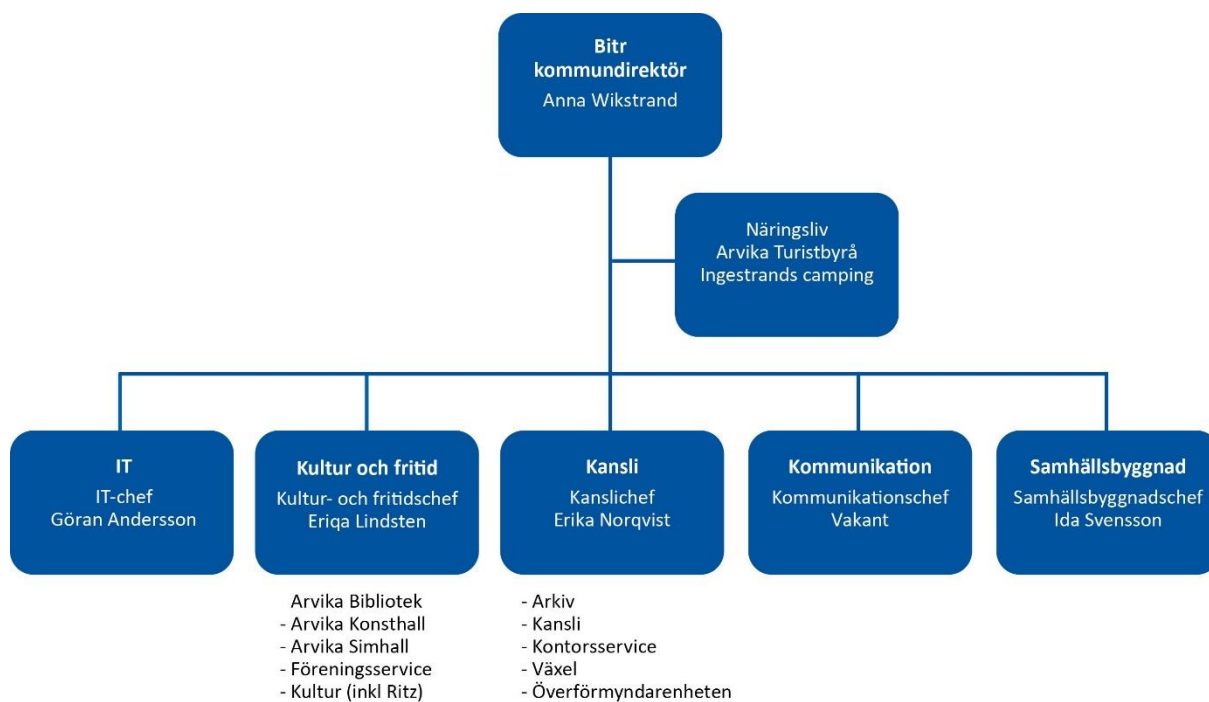 Bitr
kommundirektör
Anna Wikstrand
Näringsliv
Arvika Turistbyrå
Ingestrands camping
IT
IT-chef
Göran Andersson
Kultur och fritid
Kultur- och fritidschef
Eriqa Lindsten
Kansli
Kanslichef
Erika Norqvist
Kommunikation
Kommunikationschef
Vakant
Samhällsbyggnad
Samhällsbyggnadschef
Ida Svensson
Arvika Bibliotek
- Arvika Konsthall
- Arvika Simhall
- Föreningsservice
- Kultur (inkl Ritz)
- Arkiv
- Kansli
- Kontorsservice
- Växel
- Överförmyndarenheten